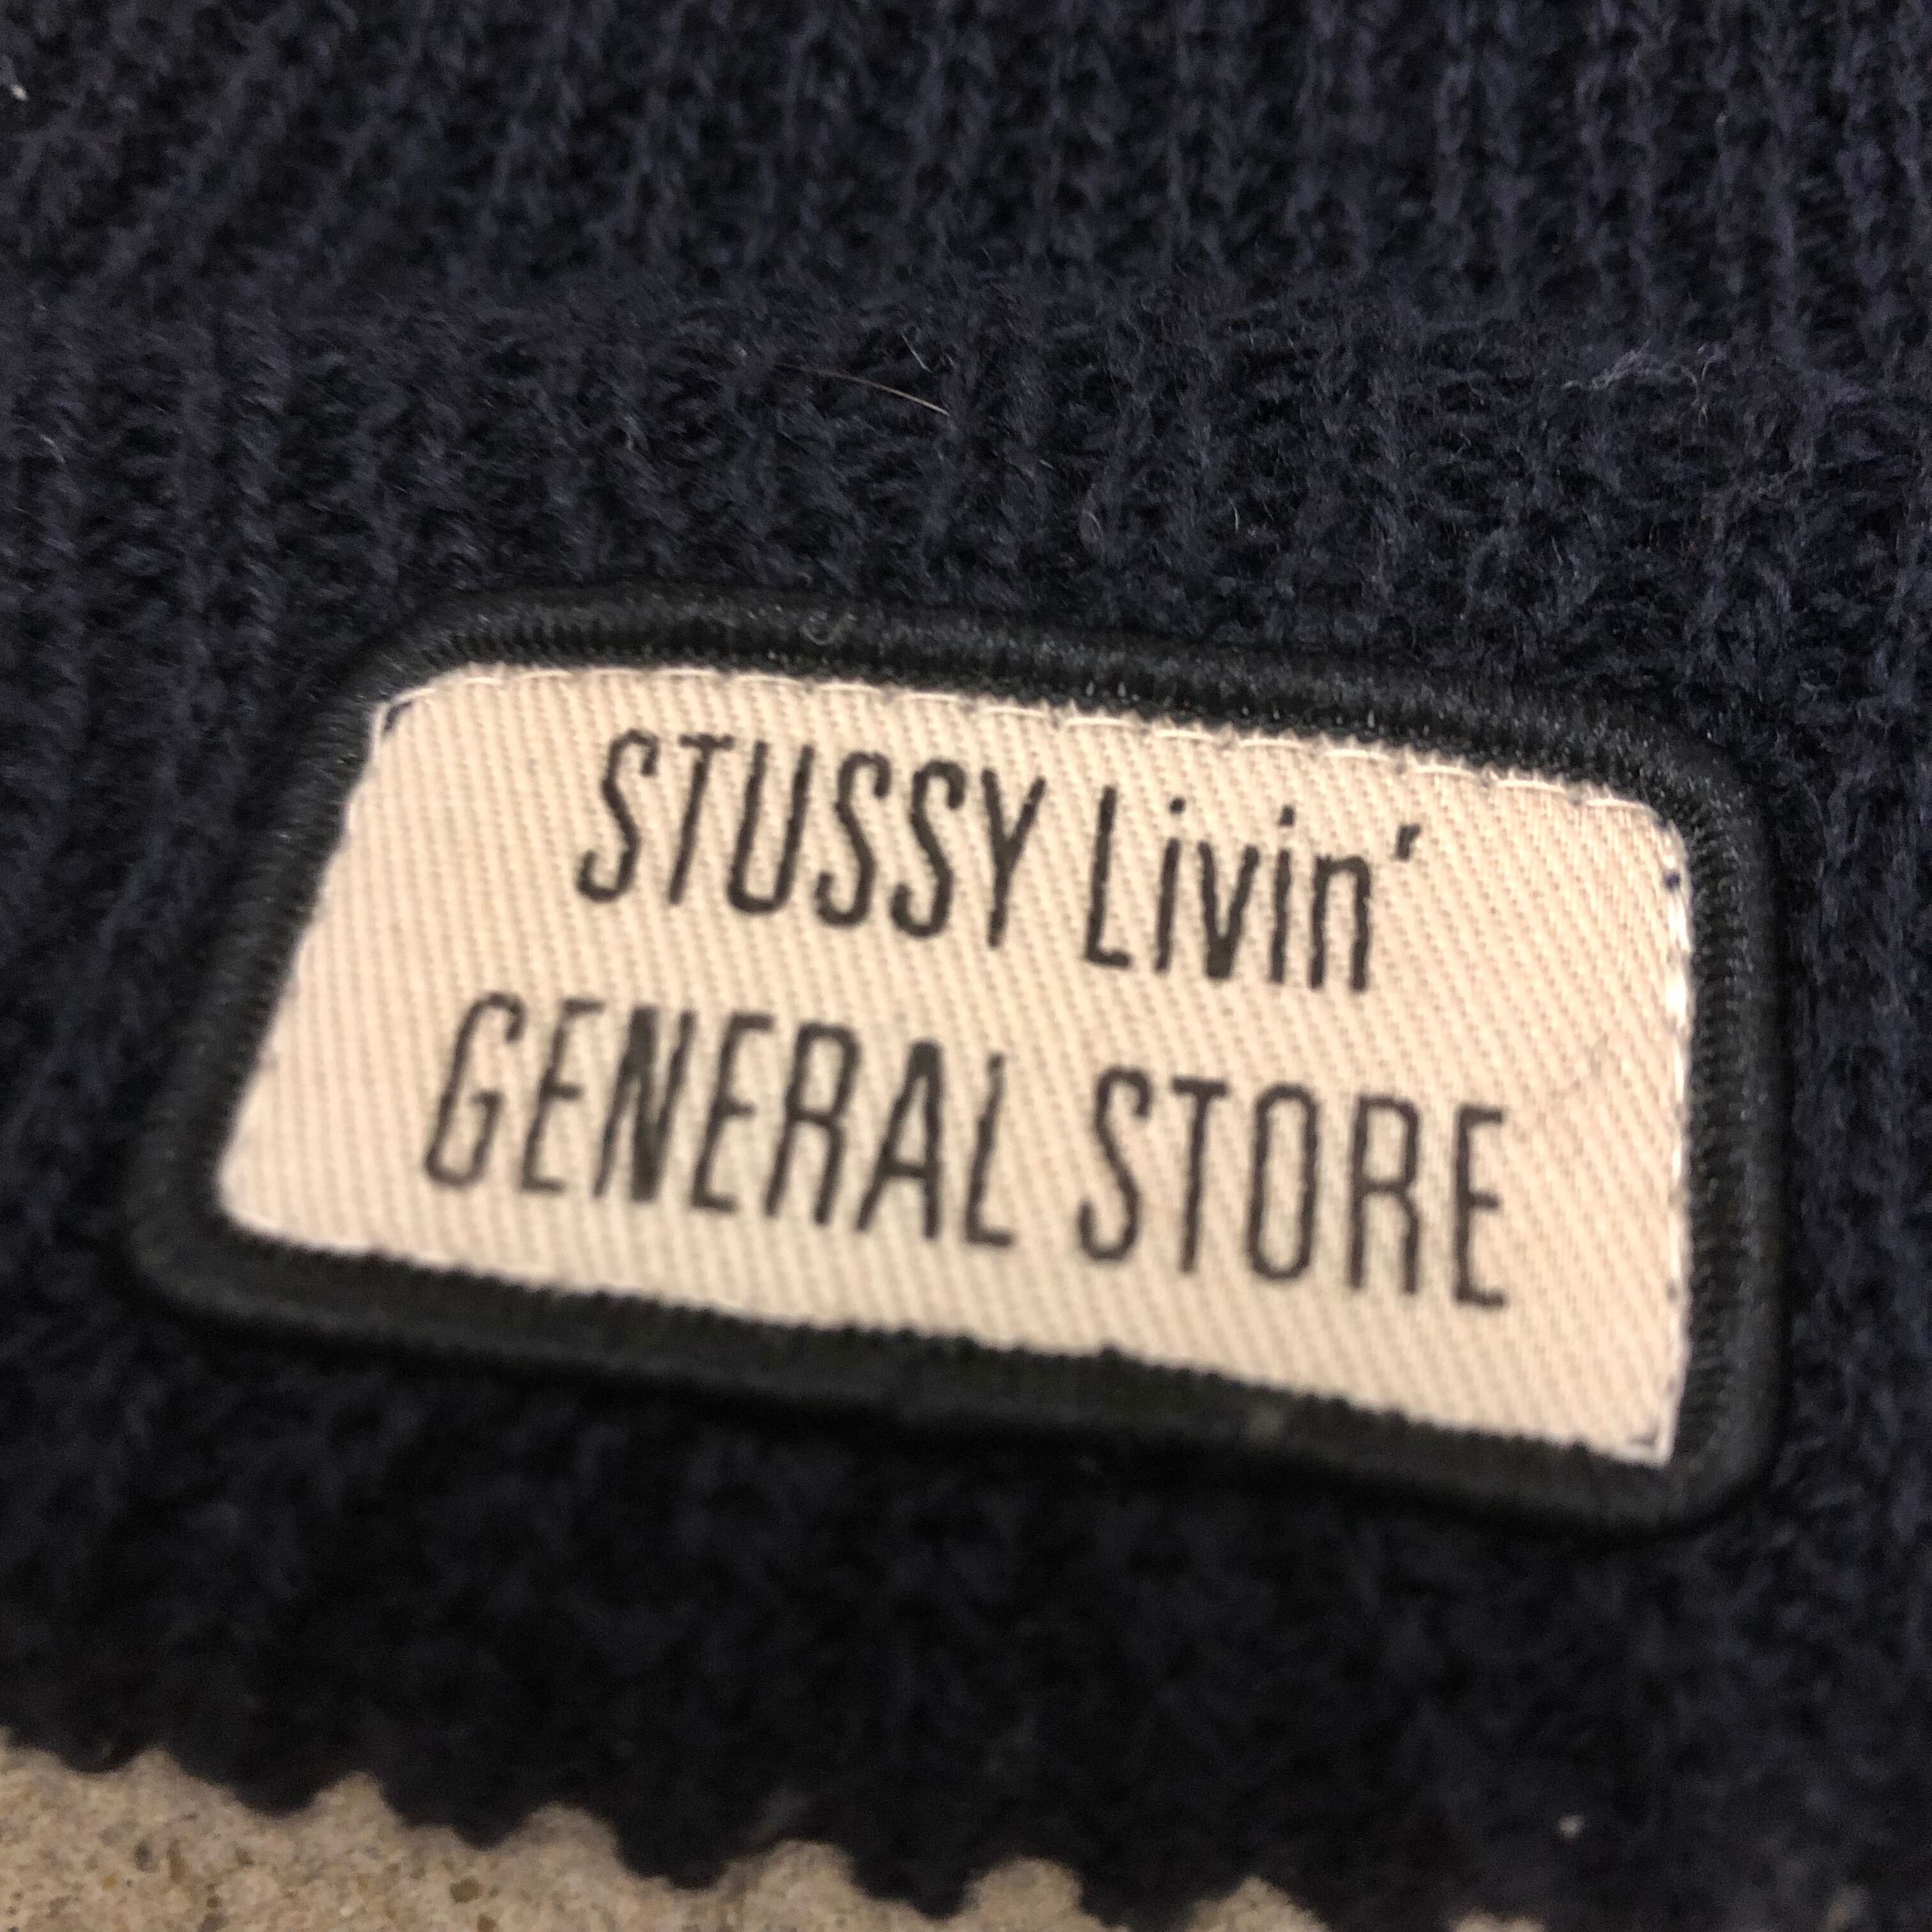 STUSSY Livin'
GENERAL STORE